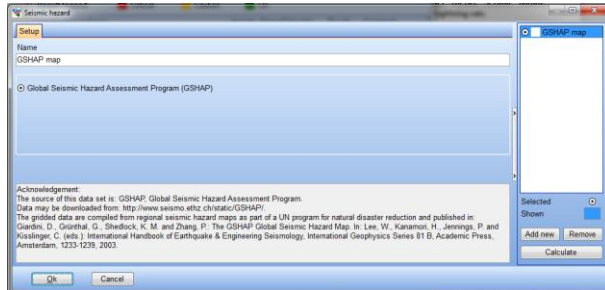 Seismic hazard
Setup
Name
GSHAP map
Global Seismic Hazard Assessment Program (GSHAP)
Acknowledgement:
The source of this data set is: GSHAP, Global Seismic Hazard Assessment Program.
Data may be downloaded from: http://www.seismo.ethz.ch/static/GSHAP/.
The gridded data are compiled from regional seismic hazard maps as part of a UN program for natural disaster reduction and published in:
Giardini, D., Grünthal, G., Shedlock, K. M. and Zhang, P.: The GSHAP Global Seismic Hazard Map. In: Lee, W., Kanamori, H., Jennings, P. and
Kisslinger, C. (eds.): International Handbook of Earthquake & Engineering Seismology, International Geophysics Series 81 B, Academic Press,
Amsterdam, 1233-1239, 2003.
Ok
Cancel
GSHAP map
Selected
Shown
Add new
Remove
Calculate